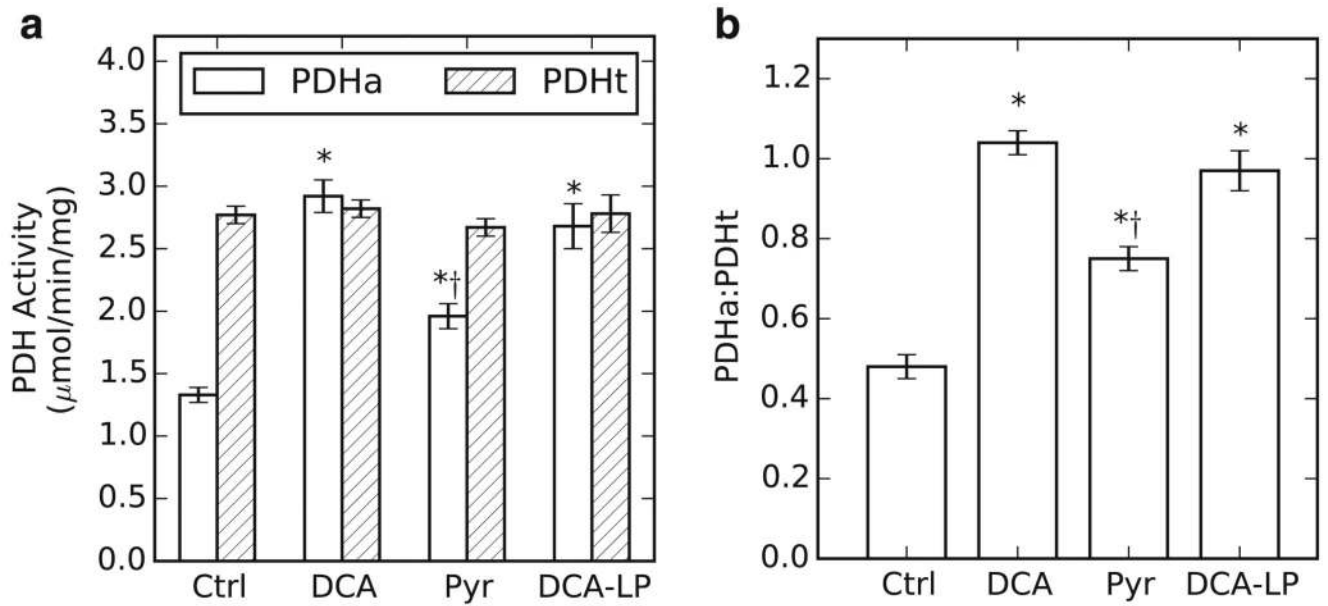 a
PDH Activity
(μmol/min/mg)
4.0
3.5
3.0
2.5
2.0
1.5
1.0
0.5
0.0
PDHa PDHt
*
*†
*
Ctrl DCA Pyr DCA-LP
b
PDHa:PDHt
1.2
1.0
0.8
0.6
0.4
0.2
0.0
*
*†
*
Ctrl DCA Pyr DCA-LP